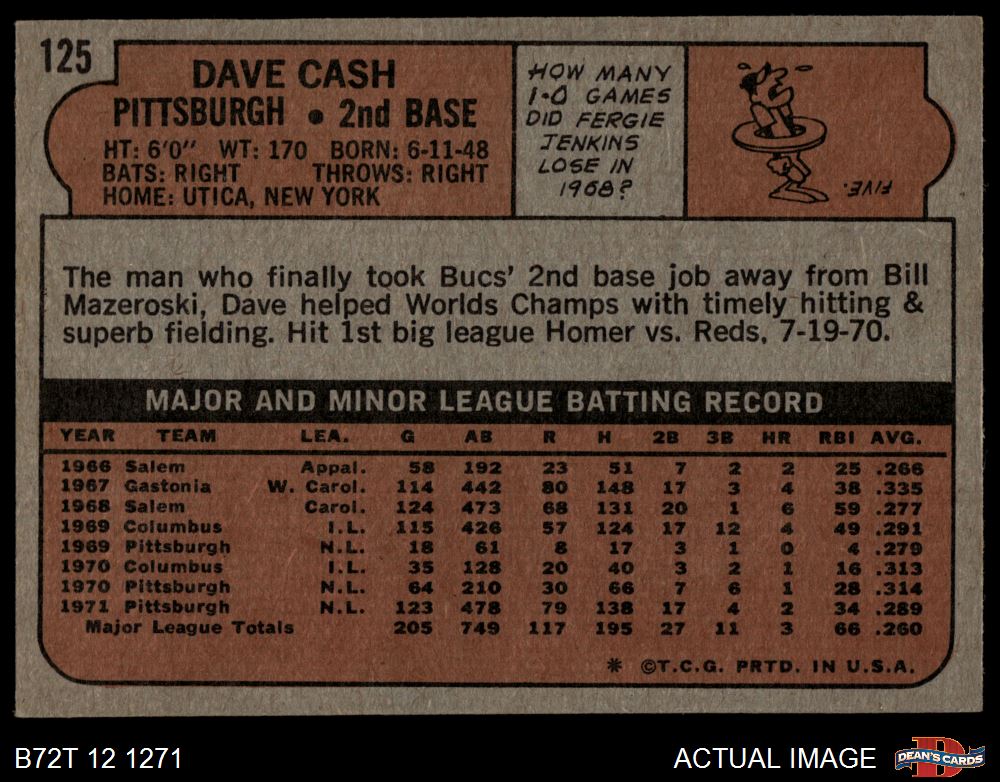 125
DAVE CASH
PITTSBURGH • 2nd BASE
HT: 6'0" WT: 170 BORN: 6-11-48
BATS: RIGHT THROWS: RIGHT
HOME: UTICA, NEW YORK
HOW MANY
1-0 GAMES
DID FERGIE
JENKINS
LOSE IN
1968?
FIVE.
The man who finally took Bucs' 2nd base job away from Bill
Mazeroski, Dave helped Worlds Champs with timely hitting &
superb fielding. Hit 1st big league Homer vs. Reds, 7-19-70.
MAJOR AND MINOR LEAGUE BATTING RECORD
YEAR TEAM LEA. G AB R H 2B 3B HR RBI AVG.
1966 Salem Appal. 58 192 23 51 7 2 2 25 .266
1967 Gastonia W. Carol. 114 442 80 148 17 3 4 38 .335
1968 Salem Carol. 124 473 68 131 20 1 6 59 .277
1969 Columbus I.L. 115 426 57 124 17 12 4 49 .291
1969 Pittsburgh N.L. 18 61 8 17 3 1 0 4 .279
1970 Columbus I.L. 35 128 20 40 3 2 1 16 .313
1970 Pittsburgh N.L. 64 210 30 66 7 6 1 28 .314
1971 Pittsburgh N.L. 123 478 79 138 17 4 2 34 .289
Major League Totals 205 749 117 195 27 11 3 66 .260
* ©T.C.G. PRTD. IN U.S.A.
B72T 12 1271
ACTUAL IMAGE
D
DEAN'S CARDS